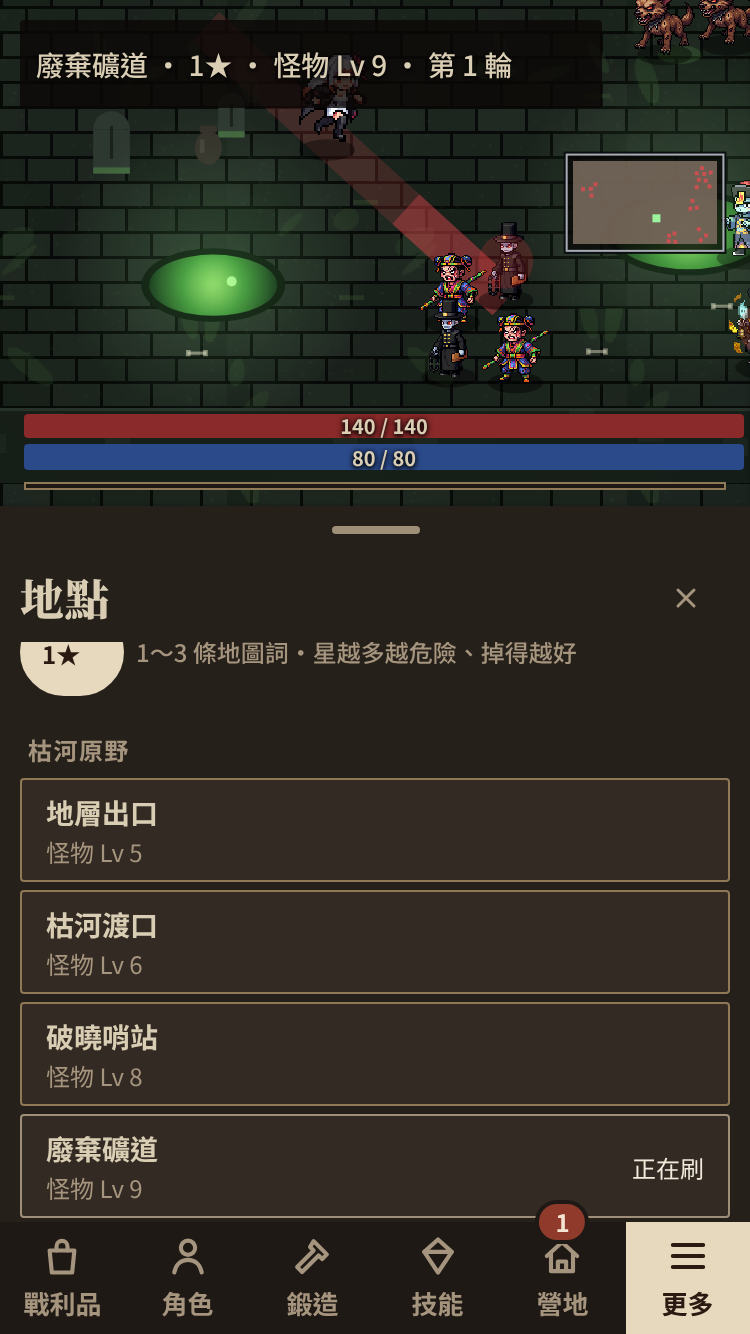 廢棄礦道 • 1★ • 怪物 Lv 9 • 第 1 輪
140 / 140
80 / 80
地點
1★
1～3 條地圖詞・星越多越危險、掉得越好
枯河原野
地層出口
怪物 Lv 5
枯河渡口
怪物 Lv 6
破曉哨站
怪物 Lv 8
廢棄礦道
怪物 Lv 9
正在刷
1
戰利品
角色
鍛造
技能
營地
更多